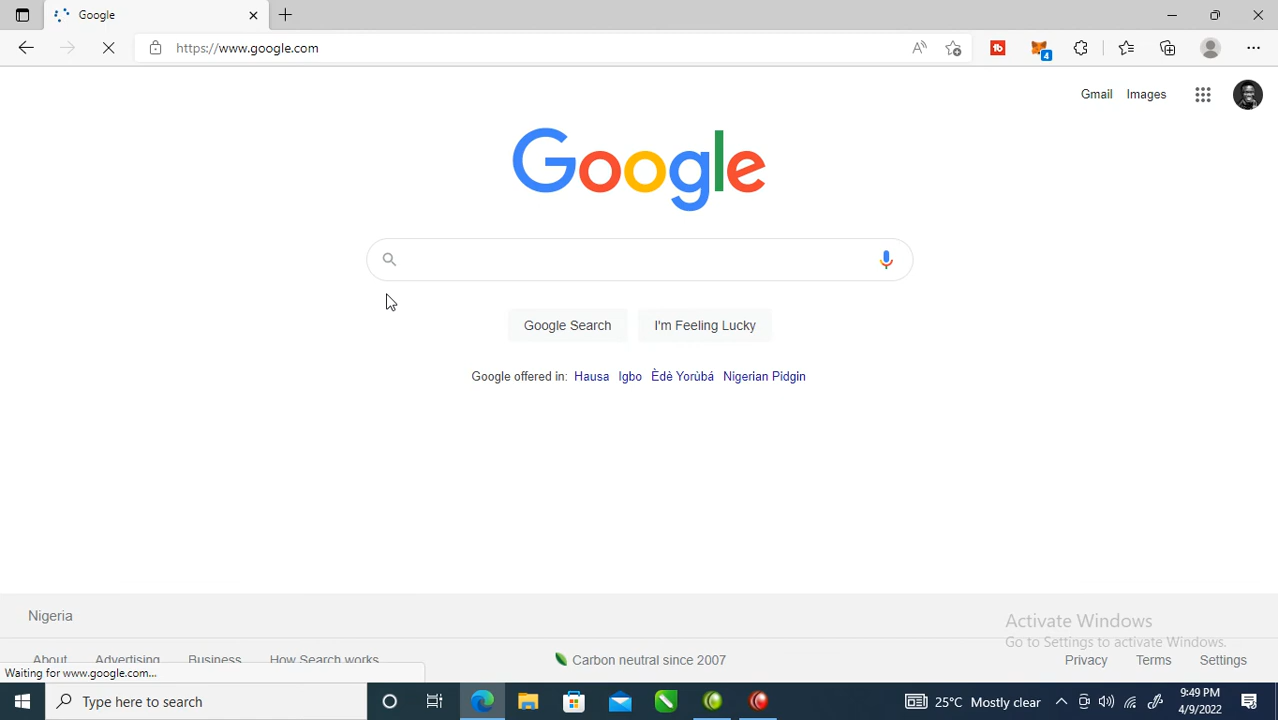 Google
https://www.google.com
4
Gmail Images
Google
Google Search I'm Feeling Lucky
Google offered in: Hausa Igbo Èdè Yorùbá Nigerian Pidgin
Nigeria
Activate Windows
Go to Settings to activate Windows.
About Advertising Business How Search works
Carbon neutral since 2007
Privacy Terms Settings
Waiting for www.google.com...
Type here to search
25°C Mostly clear
9:49 PM
4/9/2022